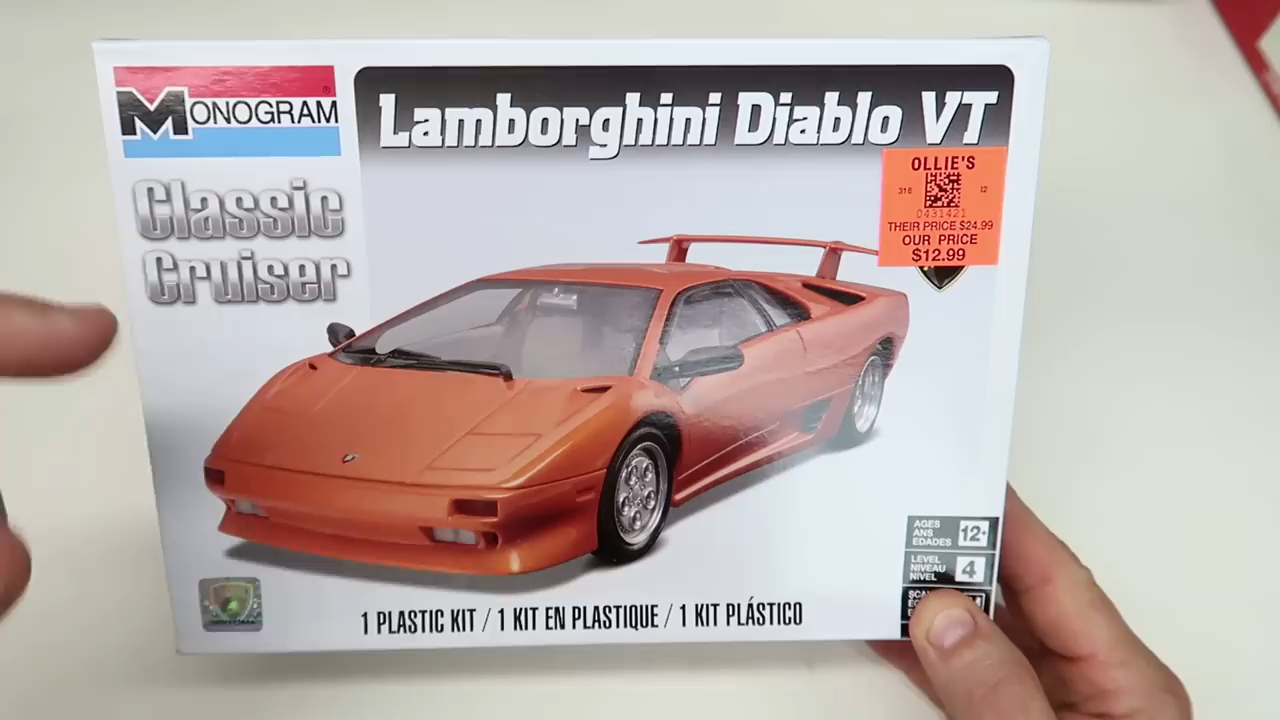 MONOGRAM®
Lamborghini Diablo VT
Classic
Cruiser
OLLIE'S
316 12
0431421
THEIR PRICE $24.99
OUR PRICE
$12.99
AGES
ANS
EDADES
12+
LEVEL
NIVEAU
NIVEL
4
1 PLASTIC KIT / 1 KIT EN PLASTIQUE / 1 KIT PLÁSTICO